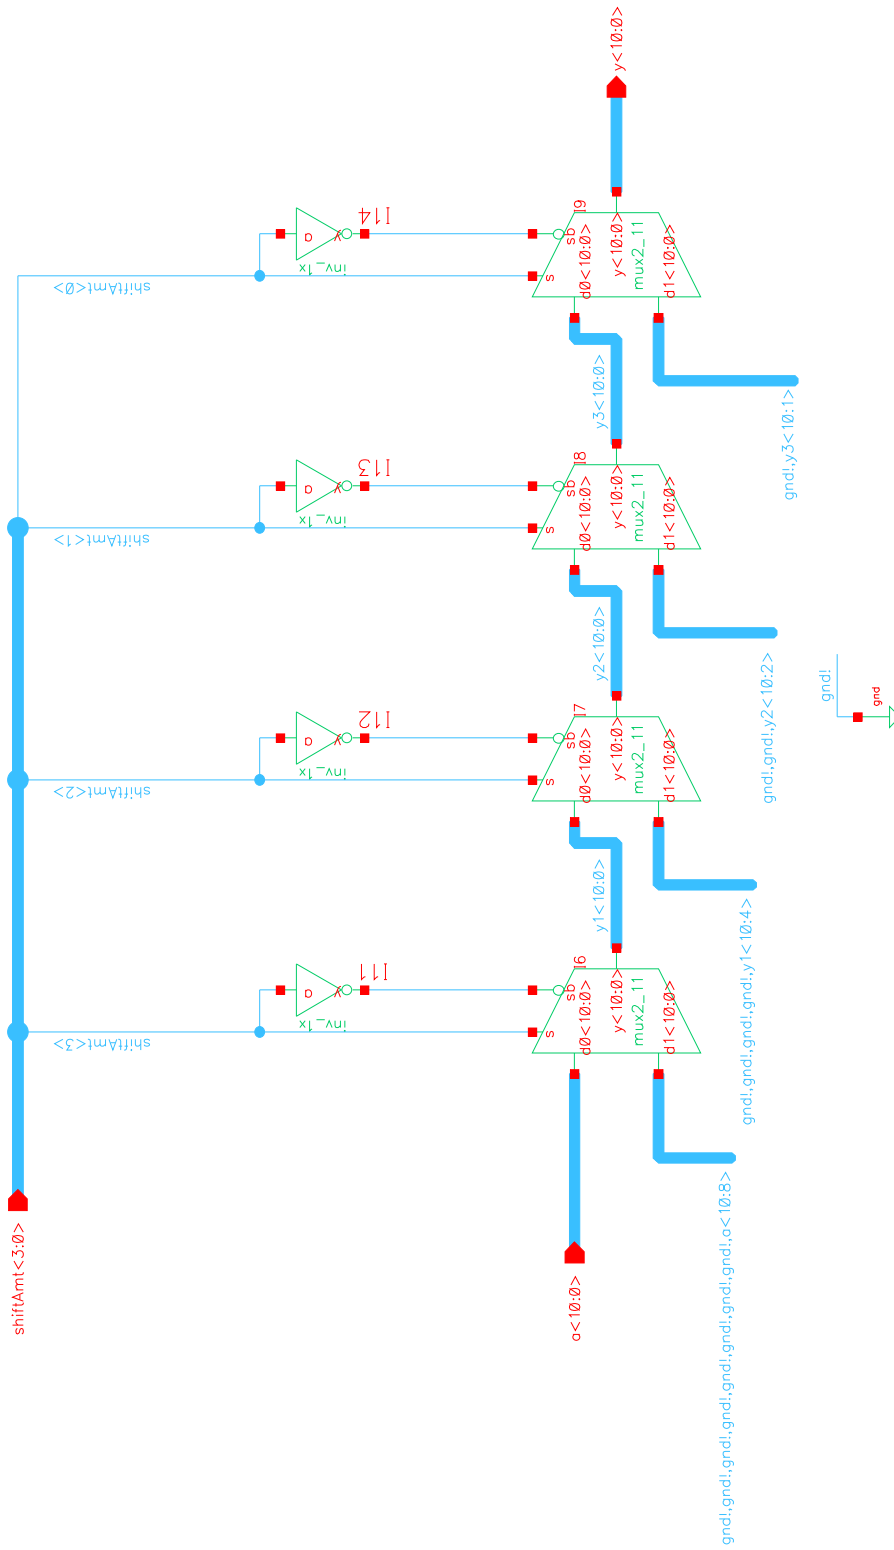 shiftAmt<3:0>
shiftAmt<3>
shiftAmt<2>
shiftAmt<1>
shiftAmt<0>
a
y
inv_1x
I11
a
y
inv_1x
I12
a
y
inv_1x
I13
a
y
inv_1x
I14
s
sb
I6
d0<10:0>
y<10:0>
mux2_11
d1<10:0>
s
sb
I7
d0<10:0>
y<10:0>
mux2_11
d1<10:0>
s
sb
I8
d0<10:0>
y<10:0>
mux2_11
d1<10:0>
s
sb
I9
d0<10:0>
y<10:0>
mux2_11
d1<10:0>
a<10:0>
y1<10:0>
y2<10:0>
y3<10:0>
y<10:0>
gnd!,gnd!,gnd!,gnd!,gnd!,gnd!,gnd!,gnd!,a<10:8>
gnd!,gnd!,gnd!,gnd!,y1<10:4>
gnd!,gnd!,y2<10:2>
gnd!,y3<10:1>
gnd!
gnd